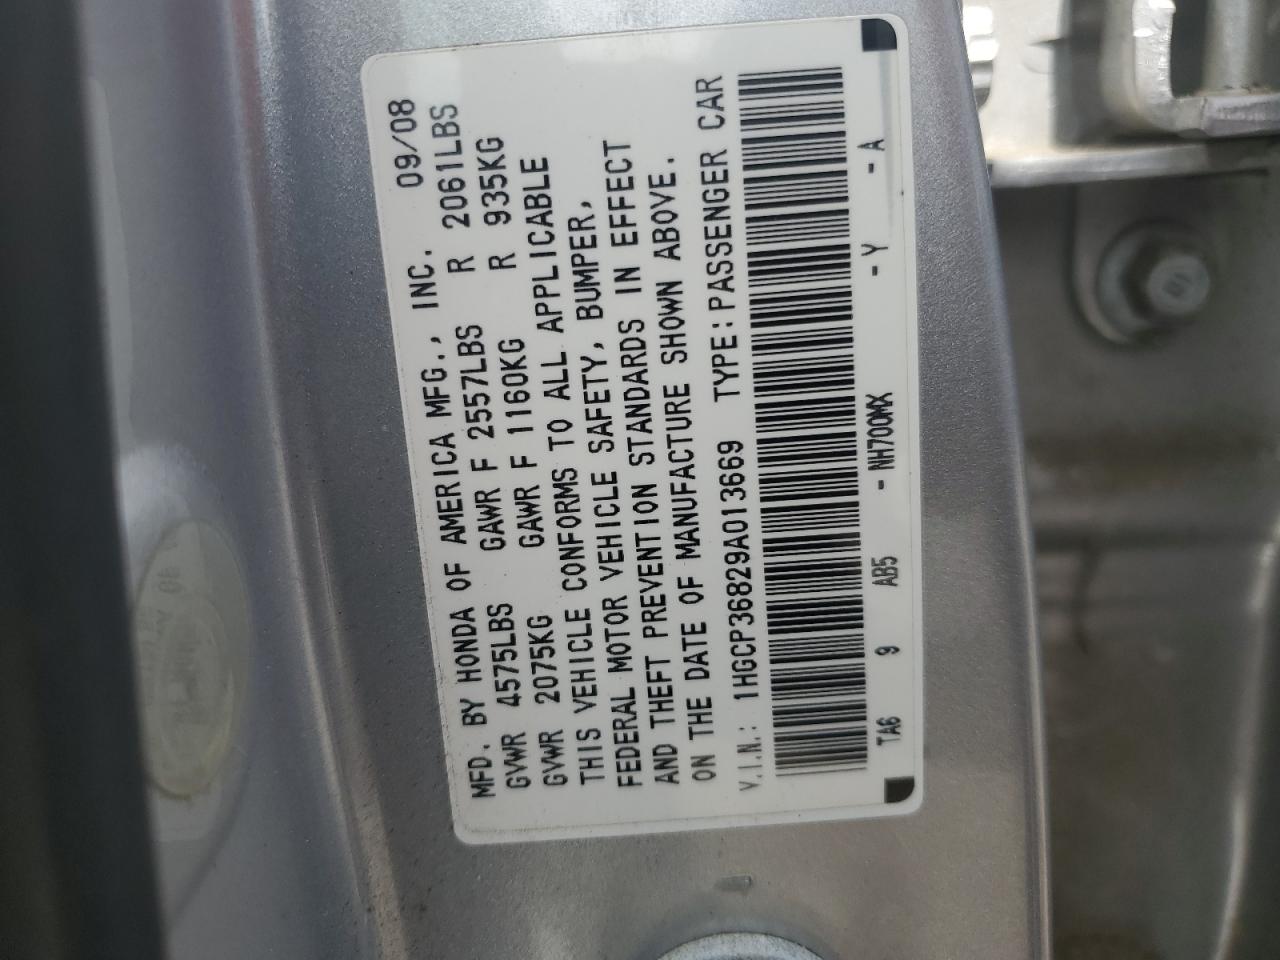 MFD. BY HONDA OF AMERICA MFG., INC. 09/08
GVWR 4575LBS GAWR F 2557LBS R 2061LBS
GVWR 2075KG GAWR F 1160KG R 935KG
THIS VEHICLE CONFORMS TO ALL APPLICABLE
FEDERAL MOTOR VEHICLE SAFETY, BUMPER,
AND THEFT PREVENTION STANDARDS IN EFFECT
ON THE DATE OF MANUFACTURE SHOWN ABOVE.
V.I.N.: 1HGCP36829A013669 TYPE:PASSENGER CAR
TA6 9 AB5 - NH700MX - Y - A